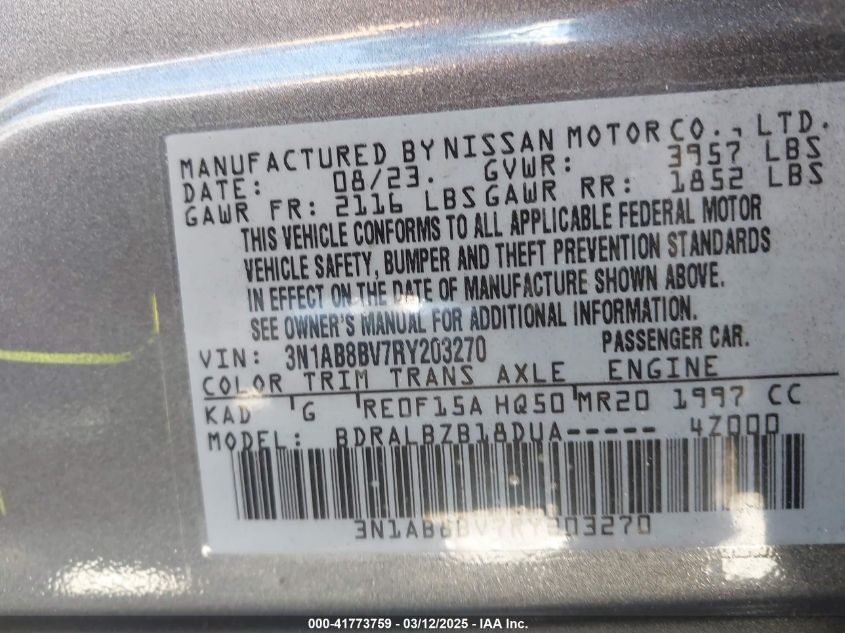 MANUFACTURED BY NISSAN MOTOR CO., LTD.
DATE: 08/23. GVWR: 3957 LBS
GAWR FR: 2116 LBS GAWR RR: 1852 LBS
THIS VEHICLE CONFORMS TO ALL APPLICABLE FEDERAL MOTOR
VEHICLE SAFETY, BUMPER AND THEFT PREVENTION STANDARDS
IN EFFECT ON THE DATE OF MANUFACTURE SHOWN ABOVE.
SEE OWNER'S MANUAL FOR ADDITIONAL INFORMATION.
VIN: 3N1AB8BV7RY203270 PASSENGER CAR.
COLOR TRIM TRANS AXLE ENGINE
KAD G RE0F15A HQ50 MR20 1997 CC
MODEL: BDRALBZB18DUA----- 4Z000
3N1AB8BV7RY203270
000-41773759 - 03/12/2025 - IAA Inc.